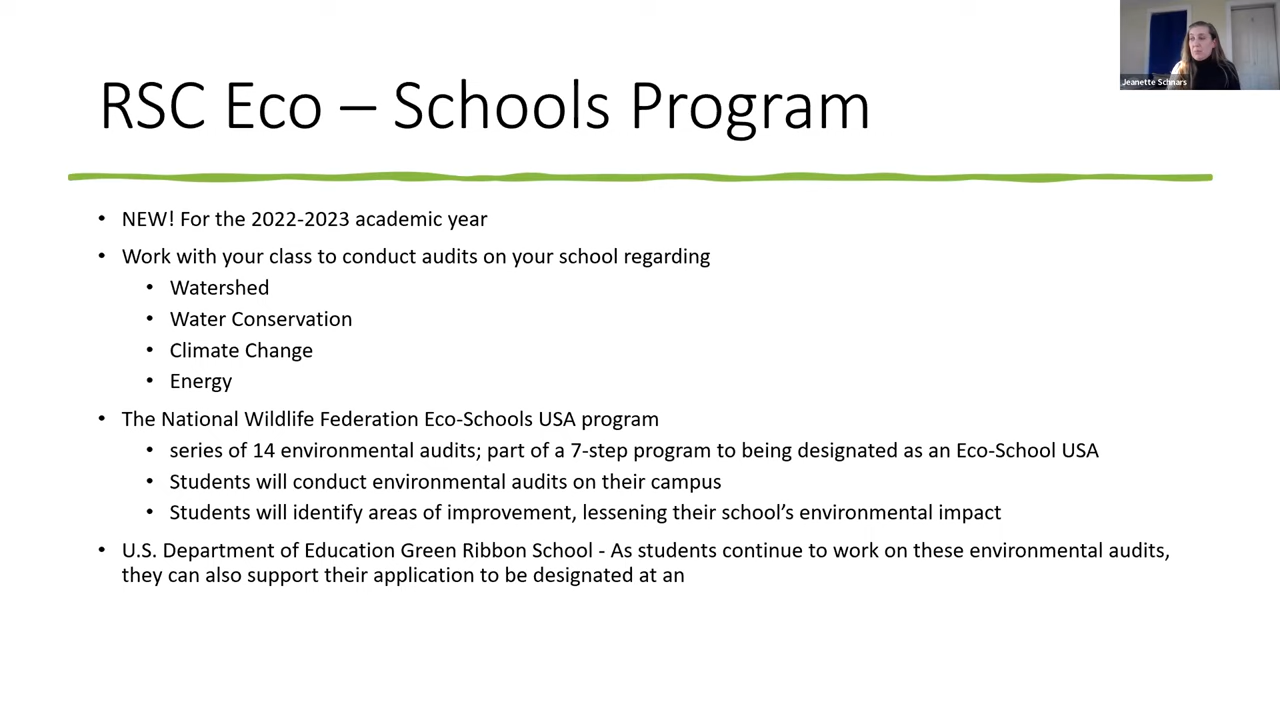 RSC Eco – Schools Program
Jeanette Schnars
• NEW! For the 2022-2023 academic year
• Work with your class to conduct audits on your school regarding
• Watershed
• Water Conservation
• Climate Change
• Energy
• The National Wildlife Federation Eco-Schools USA program
• series of 14 environmental audits; part of a 7-step program to being designated as an Eco-School USA
• Students will conduct environmental audits on their campus
• Students will identify areas of improvement, lessening their school’s environmental impact
• U.S. Department of Education Green Ribbon School - As students continue to work on these environmental audits,
they can also support their application to be designated at an